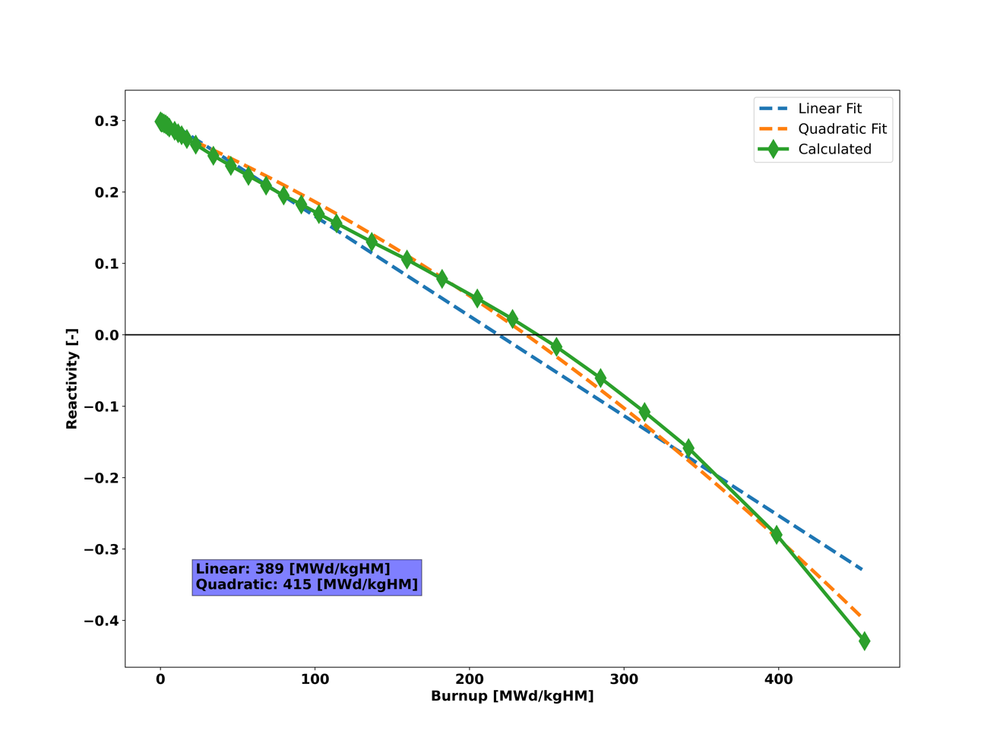 Linear Fit
Quadratic Fit
Calculated
0.3
0.2
0.1
0.0
−0.1
−0.2
−0.3
−0.4
Reactivity [-]
Linear: 389 [MWd/kgHM]
Quadratic: 415 [MWd/kgHM]
0 100 200 300 400
Burnup [MWd/kgHM]